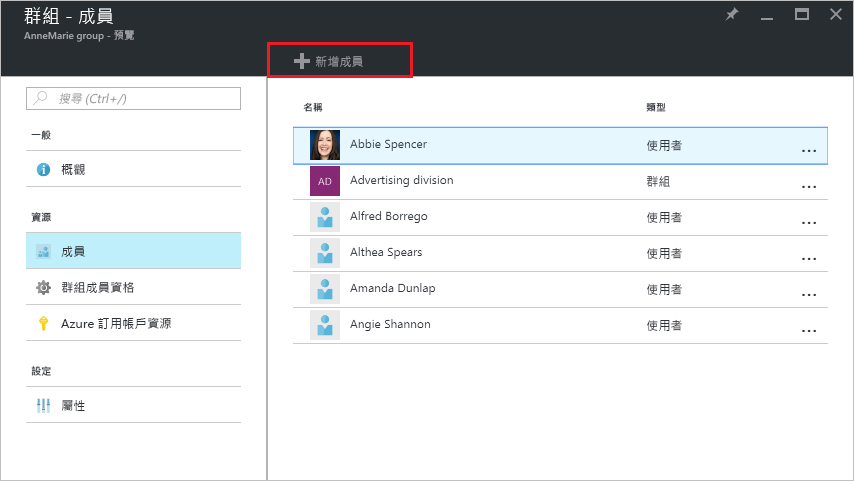 群組 - 成員
AnneMarie group - 預覽
新增成員
搜尋 (Ctrl+/)
一般
概觀
資源
成員
群組成員資格
Azure 訂用帳戶資源
設定
屬性
名稱 類型
Abbie Spencer 使用者 ...
AD Advertising division 群組 ...
Alfred Borrego 使用者 ...
Althea Spears 使用者 ...
Amanda Dunlap 使用者 ...
Angie Shannon 使用者 ...